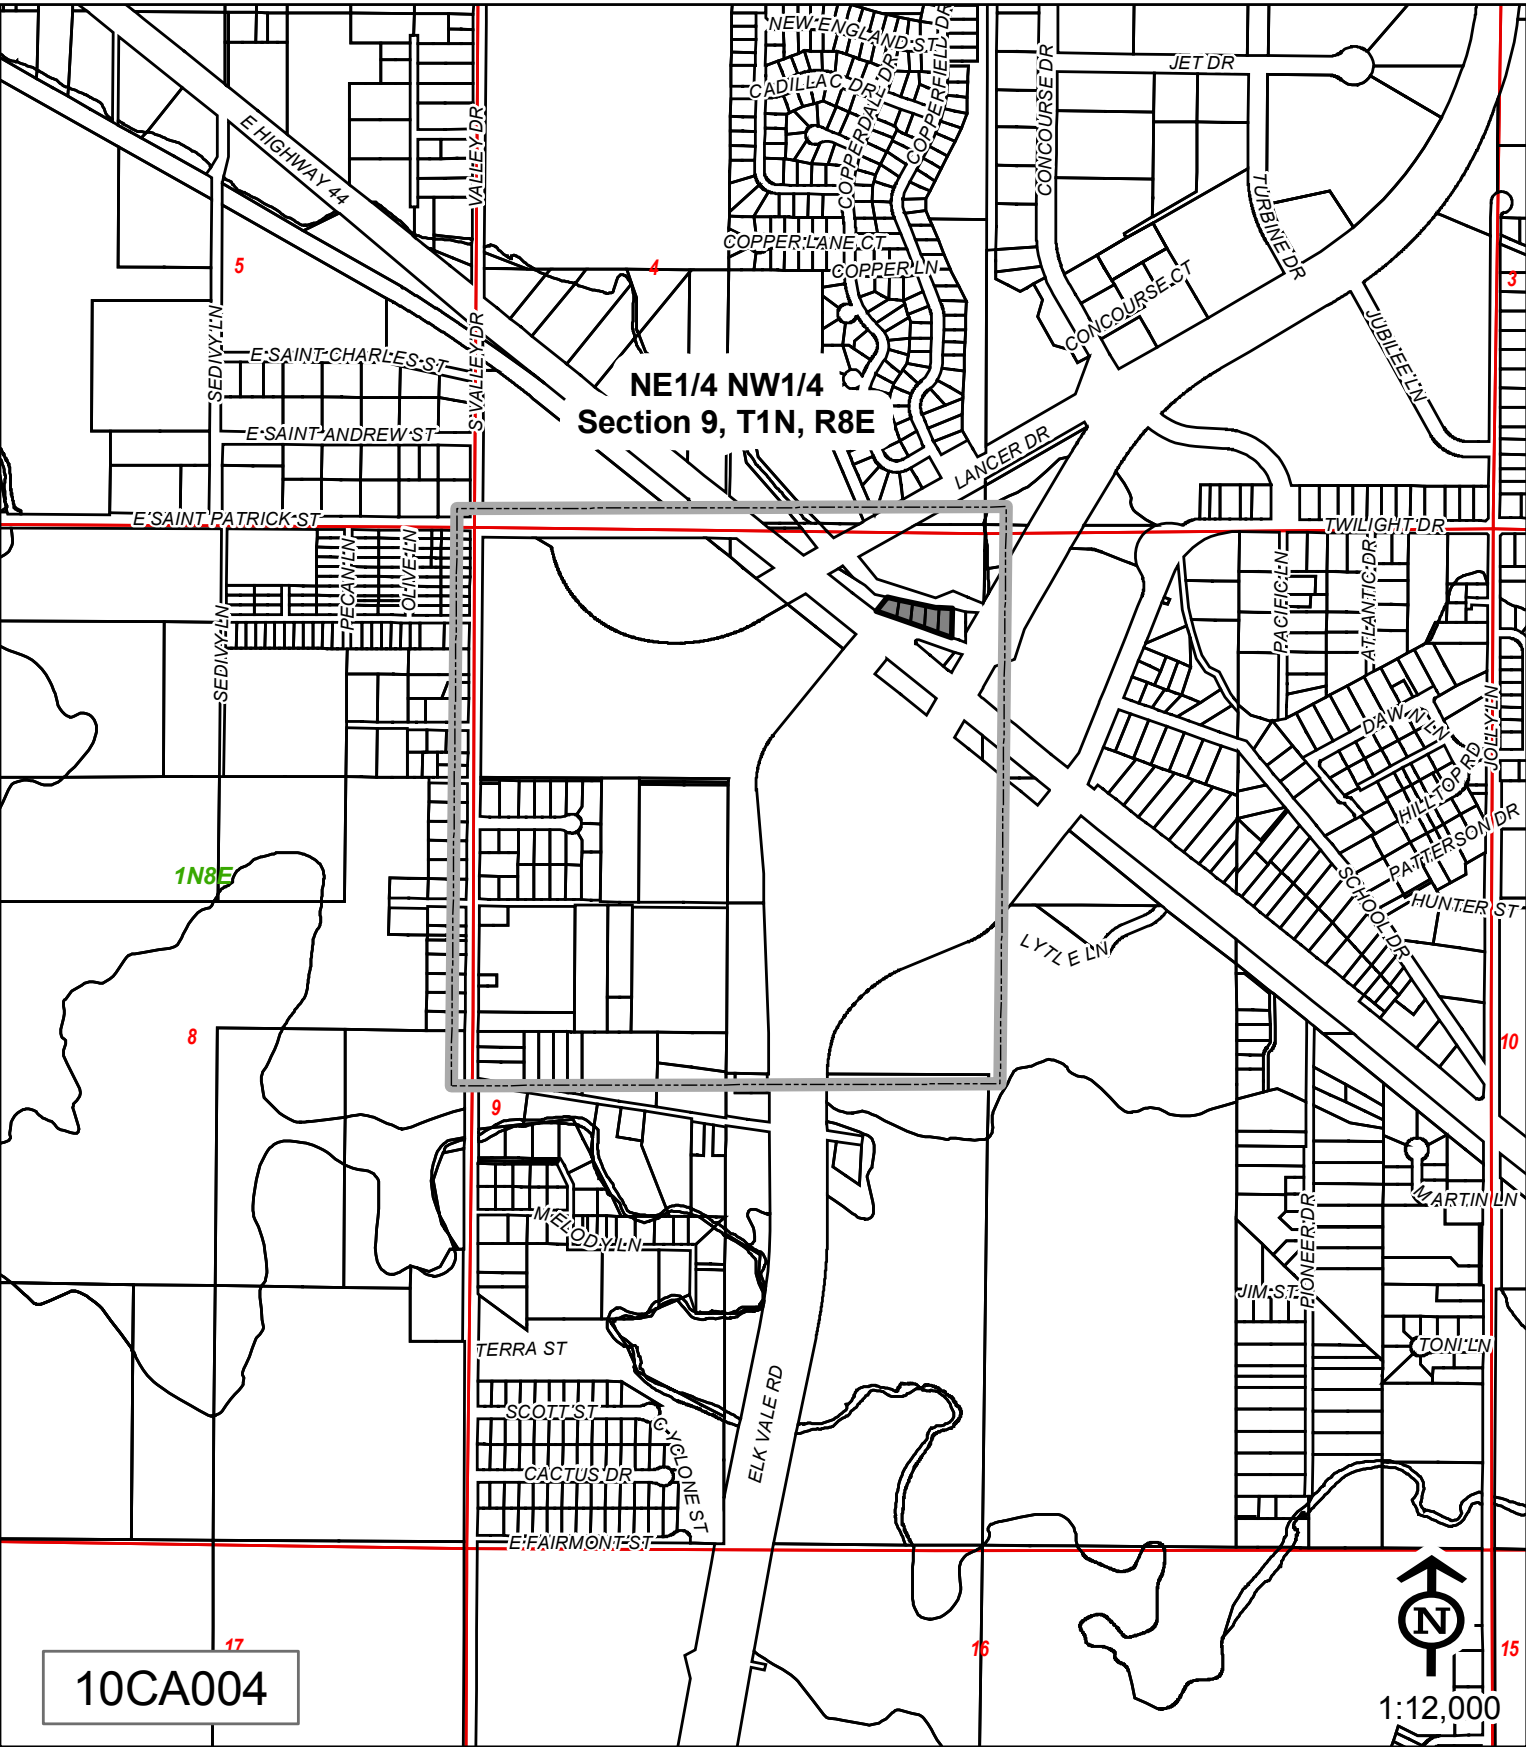 NEW ENGLAND ST
CADILLAC DR
COPPERDALE DR
COPPERFIELD DR
CONCOURSE DR
JET DR
E HIGHWAY 44
VALLEY DR
TURBINE DR
COPPER LANE CT
COPPER LN
CONCOURSE CT
5
4
3
SEDIVY LN
E SAINT CHARLES ST
S VALLEY DR
JUBILEE LN
NE1/4 NW1/4
Section 9, T1N, R8E
E SAINT ANDREW ST
LANCER DR
E SAINT PATRICK ST
TWILIGHT DR
PECAN LN
OLIVE LN
SEDIVY LN
PACIFIC LN
ATLANTIC DR
DAWN LN
JOLLY LN
HILLTOP RD
PATTERSON DR
1N8E
SCHOOL DR
HUNTER ST
LYTLE LN
8
10
9
MELODY LN
MARTIN LN
PIONEER DR
JIM ST
TERRA ST
TONI LN
ELK VALE RD
SCOTT ST
CYCLONE ST
CACTUS DR
E FAIRMONT ST
N
17
16
15
10CA004
1:12,000